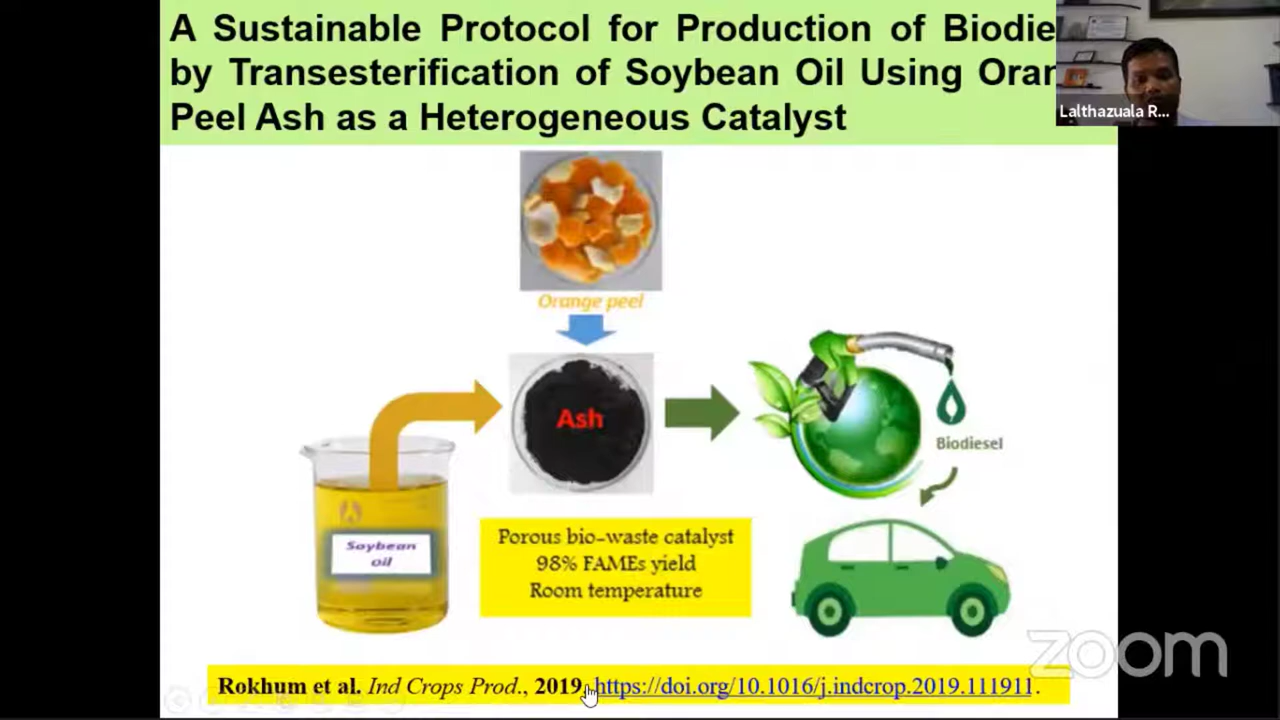 A Sustainable Protocol for Production of Biodie
by Transesterification of Soybean Oil Using Oran
Peel Ash as a Heterogeneous Catalyst
Lalthazuala R...
Orange peel
Ash
Biodiesel
Soybean
oil
Porous bio-waste catalyst
98% FAMEs yield
Room temperature
zoom
Rokhum et al. Ind Crops Prod., 2019, https://doi.org/10.1016/j.indcrop.2019.111911.